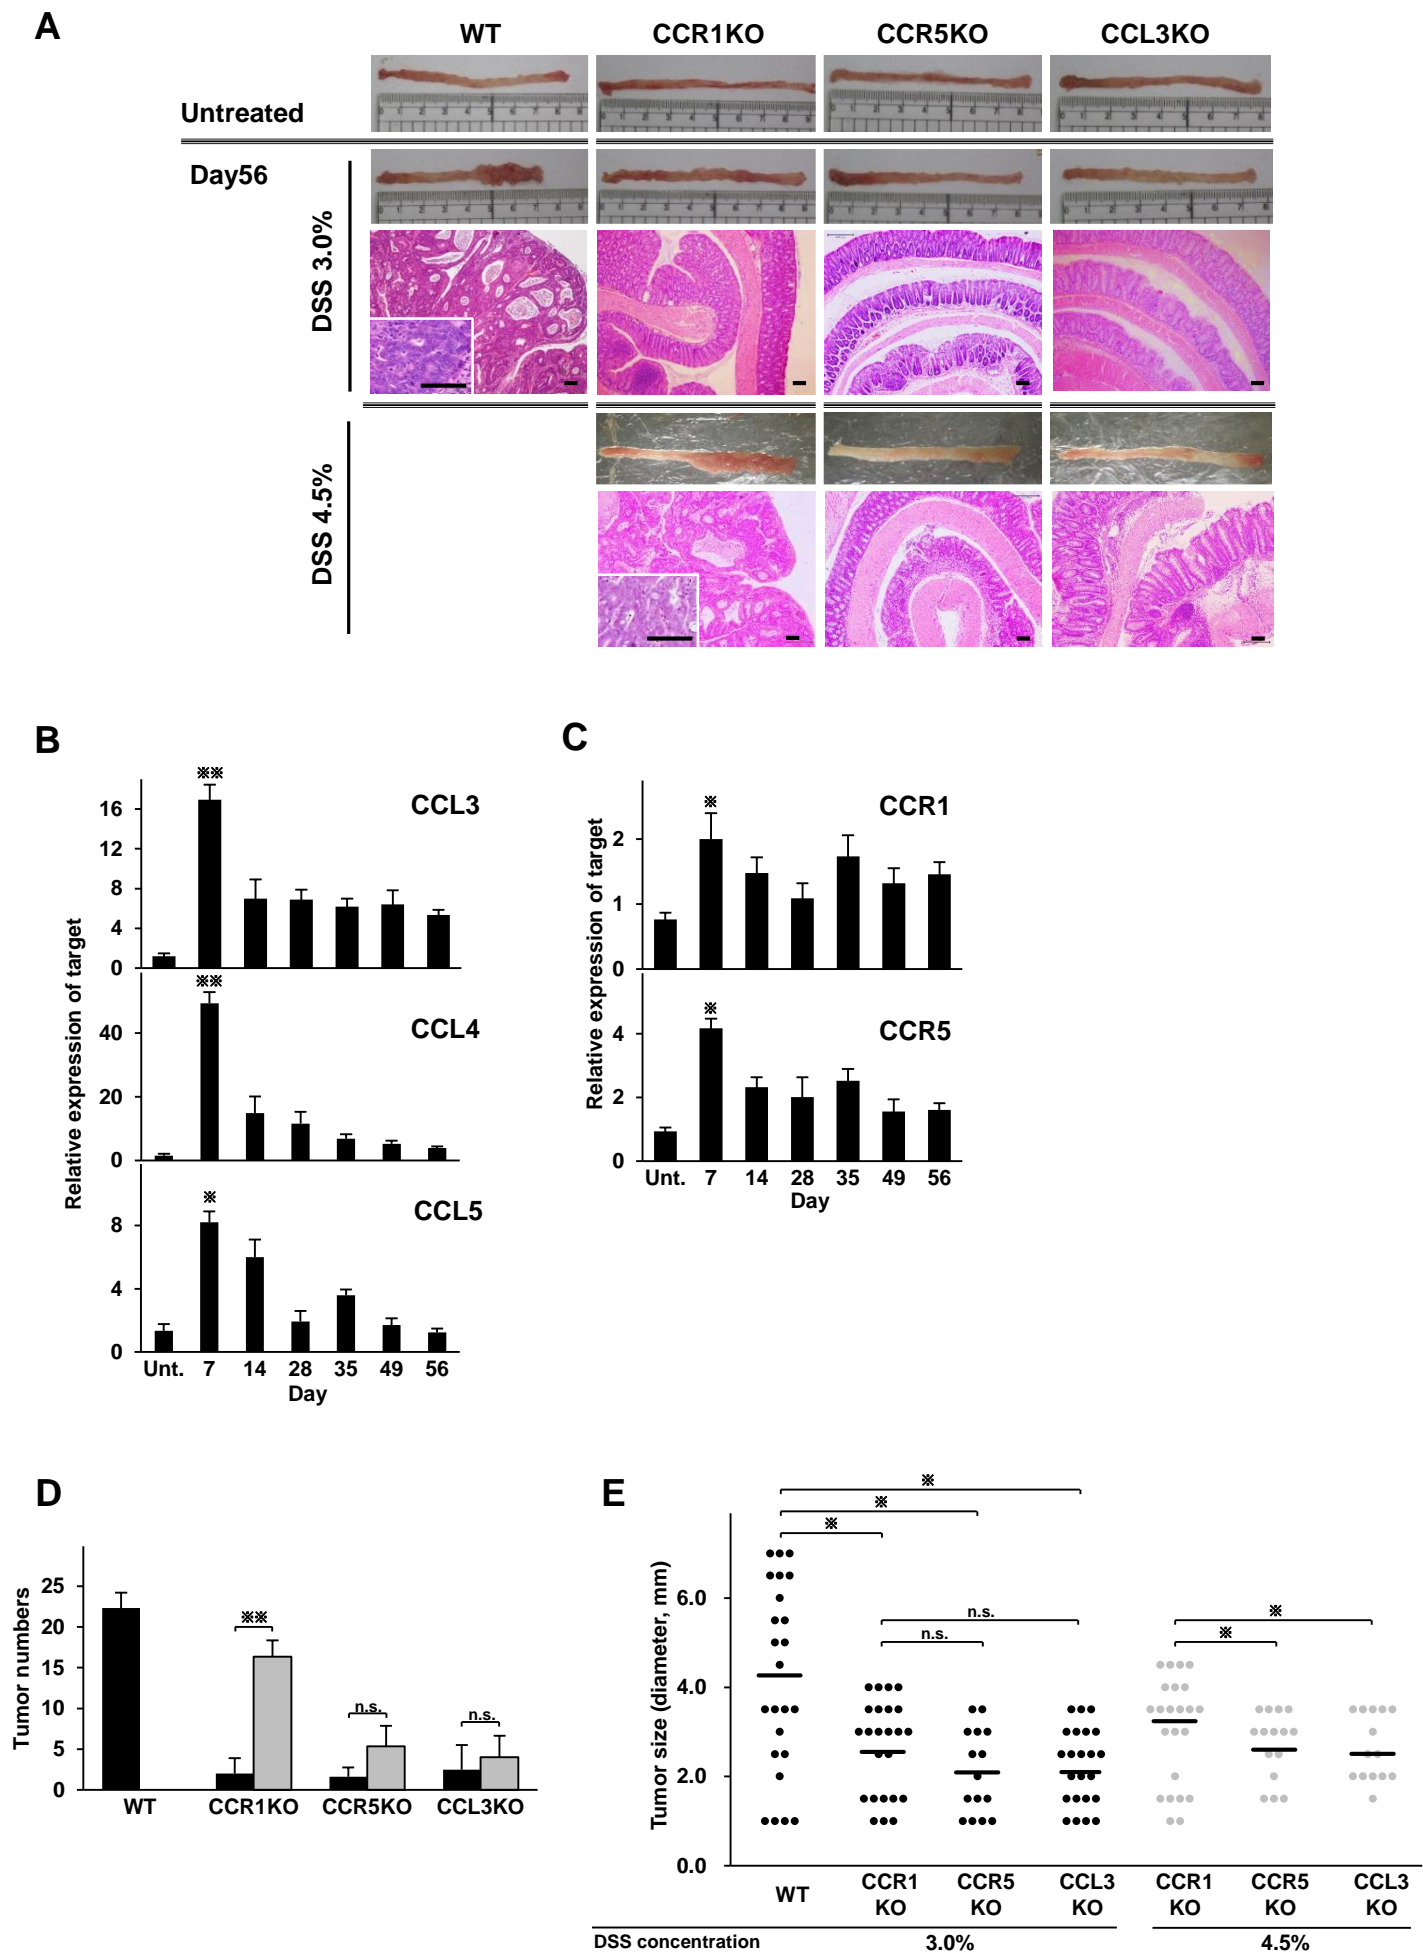 A
WT CCR1KO CCR5KO CCL3KO
Untreated
Day56
DSS 3.0%
DSS 4.5%
B
Relative expression of target
※※
CCL3
16
12
8
4
0
※※
CCL4
40
20
0
※
CCL5
8
4
0
Unt. 7 14 28 35 49 56
Day
C
Relative expression of target
※
CCR1
2
1
0
※
CCR5
4
2
0
Unt. 7 14 28 35 49 56
Day
D
Tumor numbers
25
20
15
10
5
0
※※
n.s.
n.s.
WT CCR1KO CCR5KO CCL3KO
E
Tumor size (diameter, mm)
※
※
※
n.s.
n.s.
※
※
6.0
4.0
2.0
0.0
WT CCR1 KO CCR5 KO CCL3 KO CCR1 KO CCR5 KO CCL3 KO
DSS concentration 3.0% 4.5%